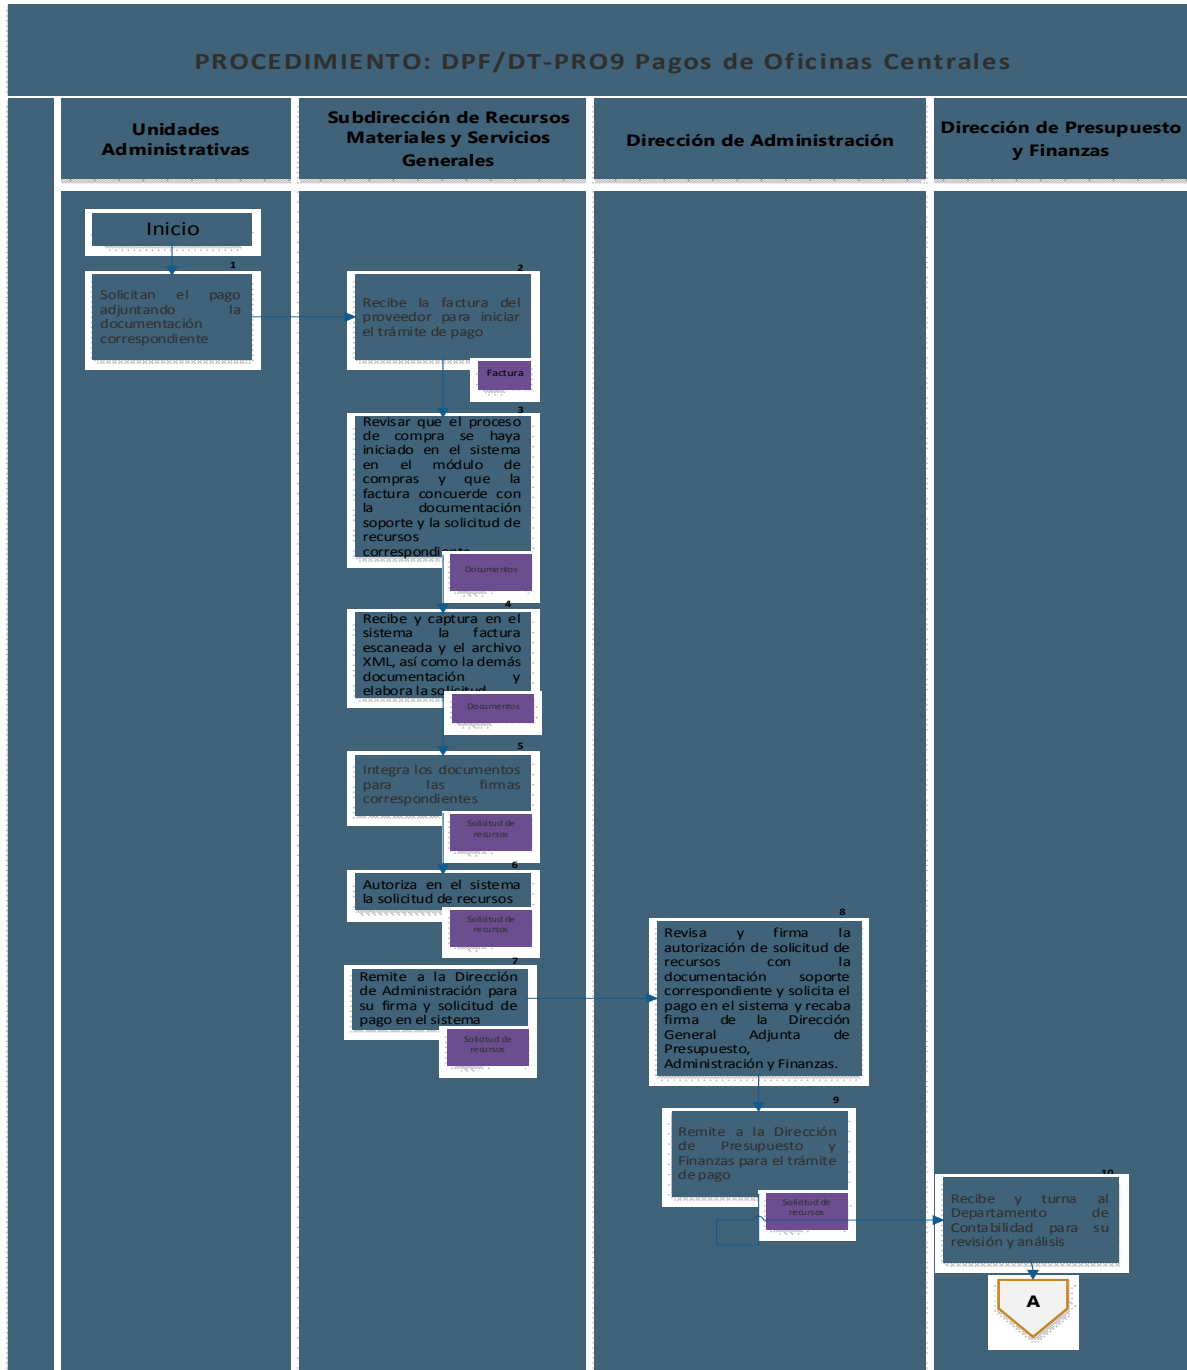 PROCEDIMIENTO: DPF/DT-PRO9 Pagos de Oficinas Centrales
Unidades
Administrativas
Subdirección de Recursos
Materiales y Servicios
Generales
Dirección de Administración
Dirección de Presupuesto
y Finanzas
Inicio
1
Solicitan el pago
adjuntando la
documentación
correspondiente
2
Recibe la factura del
proveedor para iniciar
el trámite de pago
Factura
3
Revisar que el proceso
de compra se haya
iniciado en el sistema
en el módulo de
compras y que la
factura concuerde con
la documentación
soporte y la solicitud de
recursos
correspondiente
Documentos
4
Recibe y captura en el
sistema la factura
escaneada y el archivo
XML, así como la demás
documentación y
elabora la solicitud
Documentos
5
Integra los documentos
para las firmas
correspondientes
Solicitud de
recursos
6
Autoriza en el sistema
la solicitud de recursos
Solicitud de
recursos
7
Remite a la Dirección
de Administración para
su firma y solicitud de
pago en el sistema
Solicitud de
recursos
8
Revisa y firma la
autorización de solicitud de
recursos con la
documentación soporte
correspondiente y solicita el
pago en el sistema y recaba
firma de la Dirección
General Adjunta de
Presupuesto,
Administración y Finanzas.
9
Remite a la Dirección
de Presupuesto y
Finanzas para el trámite
de pago
Solicitud de
recursos
10
Recibe y turna al
Departamento de
Contabilidad para su
revisión y análisis
A